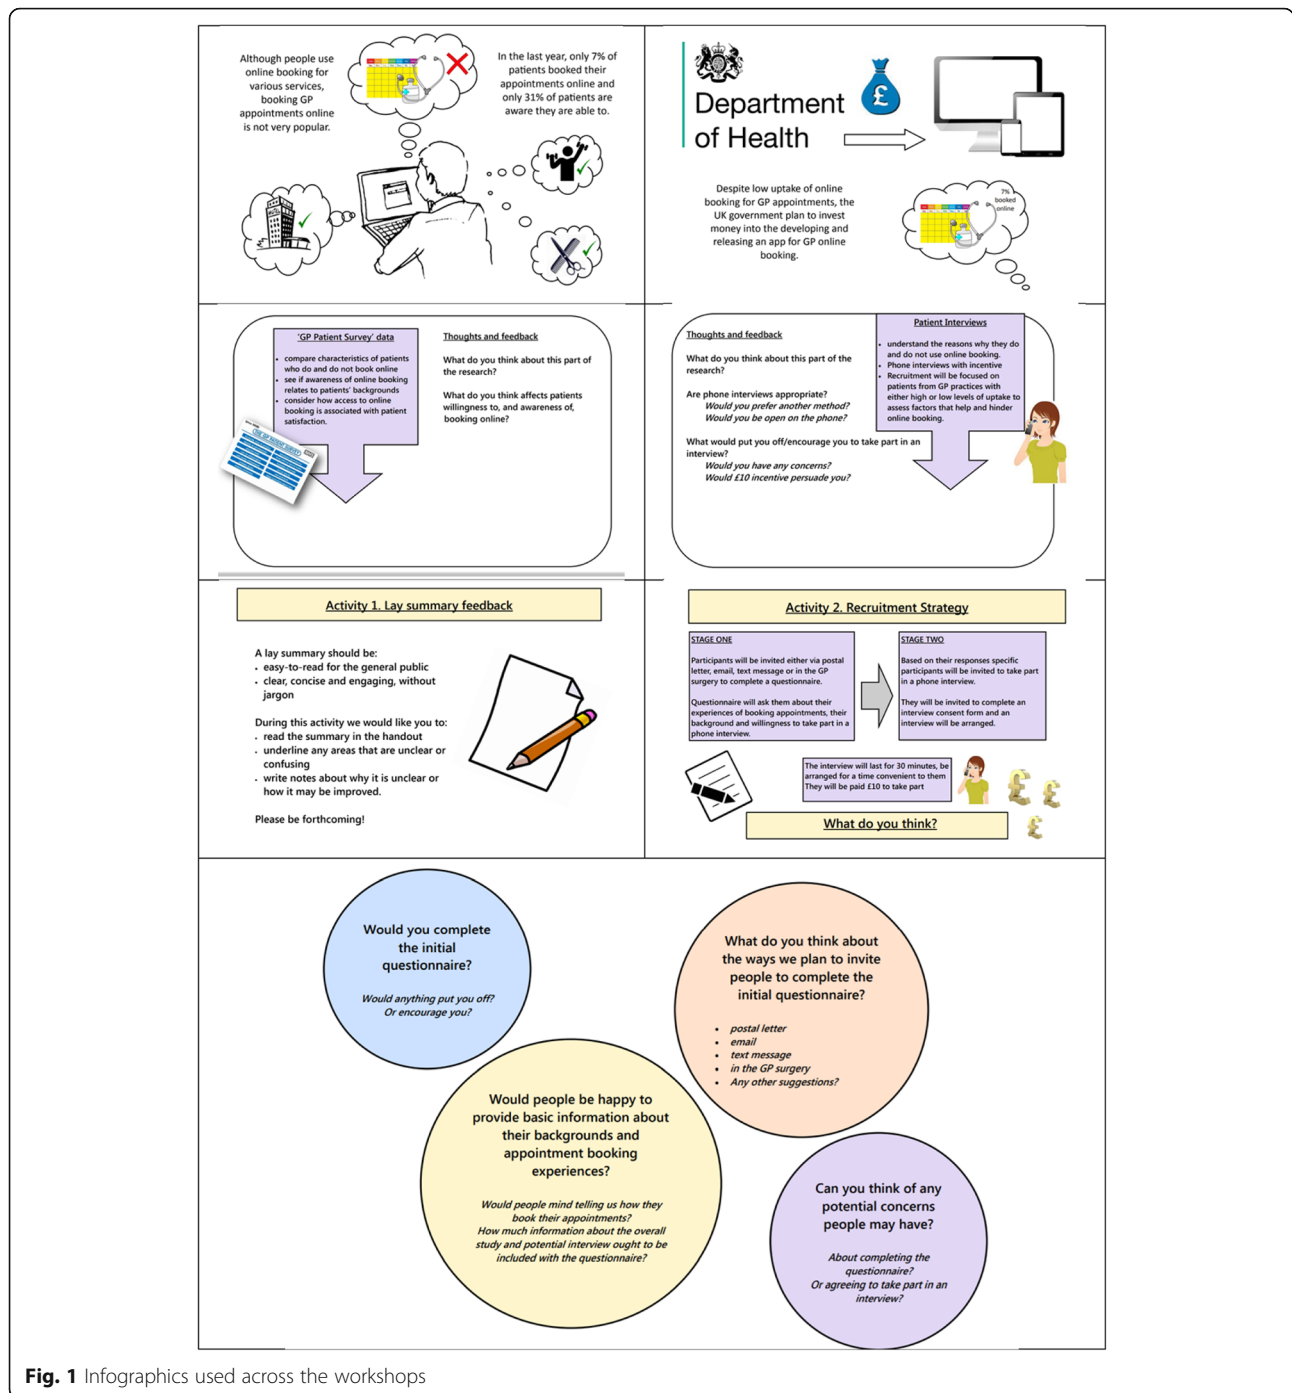 Although people use
online booking for
various services,
booking GP
appointments online
is not very popular.
In the last year, only 7% of
patients booked their
appointments online and
only 31% of patients are
aware they are able to.
Department
of Health
£
Despite low uptake of online
booking for GP appointments, the
UK government plan to invest
money into the developing and
releasing an app for GP online
booking.
7%
booked
online
'GP Patient Survey' data
• compare characteristics of patients
who do and do not book online
• see if awareness of online booking
relates to patients' backgrounds
• consider how access to online
booking is associated with patient
satisfaction.
THE GP PATIENT SURVEY
Thoughts and feedback
What do you think about this part of
the research?
What do you think affects patients
willingness to, and awareness of,
booking online?
Thoughts and feedback
What do you think about this part of the
research?
Are phone interviews appropriate?
Would you prefer another method?
Would you be open on the phone?
What would put you off/encourage you to take part in an
interview?
Would you have any concerns?
Would £10 incentive persuade you?
Patient Interviews
• understand the reasons why they do
and do not use online booking.
• Phone interviews with incentive
• Recruitment will be focused on
patients from GP practices with
either high or low levels of uptake to
assess factors that help and hinder
online booking.
Activity 1. Lay summary feedback
A lay summary should be:
• easy-to-read for the general public
• clear, concise and engaging, without
jargon
During this activity we would like you to:
• read the summary in the handout
• underline any areas that are unclear or
confusing
• write notes about why it is unclear or
how it may be improved.
Please be forthcoming!
Activity 2. Recruitment Strategy
STAGE ONE
Participants will be invited either via postal
letter, email, text message or in the GP
surgery to complete a questionnaire.
Questionnaire will ask them about their
experiences of booking appointments, their
background and willingness to take part in a
phone interview.
STAGE TWO
Based on their responses specific
participants will be invited to take part
in a phone interview.
They will be invited to complete an
interview consent form and an
interview will be arranged.
The interview will last for 30 minutes, be
arranged for a time convenient to them
They will be paid £10 to take part
£
£
£
What do you think?
Would you complete
the initial
questionnaire?
Would anything put you off?
Or encourage you?
What do you think about
the ways we plan to invite
people to complete the
initial questionnaire?
• postal letter
• email
• text message
• in the GP surgery
• Any other suggestions?
Would people be happy to
provide basic information about
their backgrounds and
appointment booking
experiences?
Would people mind telling us how they
book their appointments?
How much information about the overall
study and potential interview ought to be
included with the questionnaire?
Can you think of any
potential concerns
people may have?
About completing the
questionnaire?
Or agreeing to take part in an
interview?
Fig. 1 Infographics used across the workshops